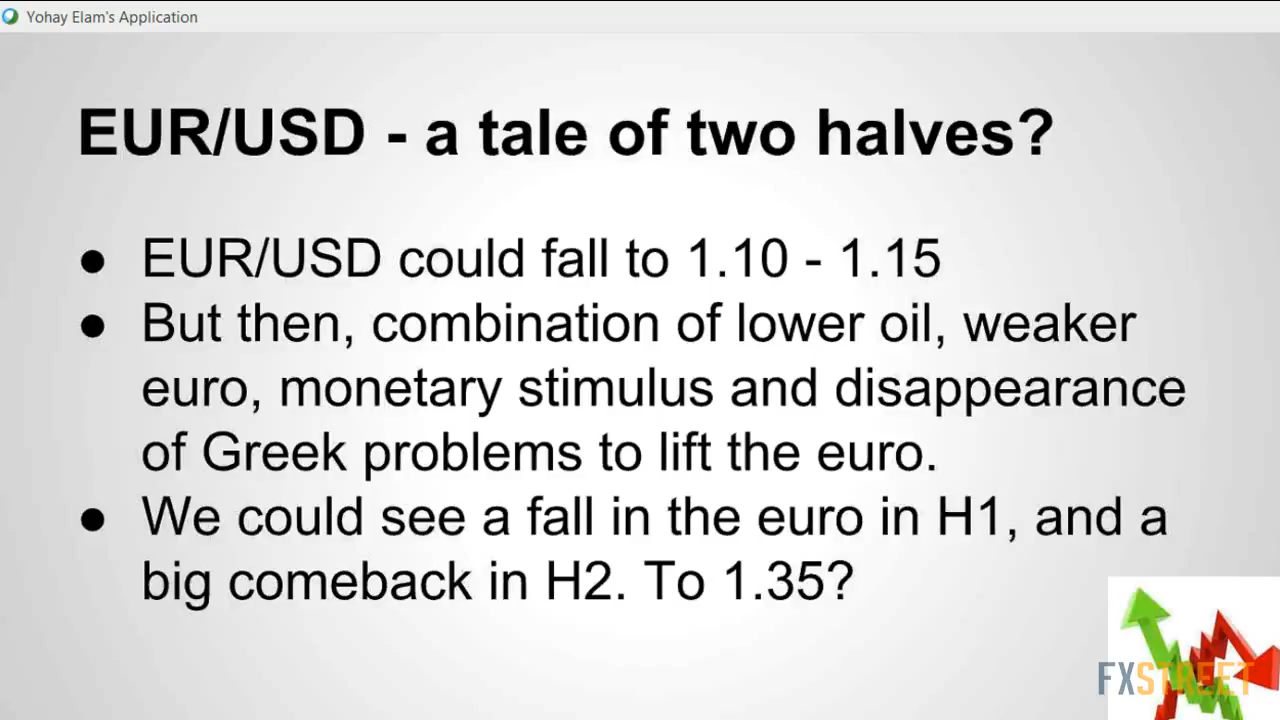 Yohay Elam's Application
EUR/USD - a tale of two halves?
● EUR/USD could fall to 1.10 - 1.15
● But then, combination of lower oil, weaker
euro, monetary stimulus and disappearance
of Greek problems to lift the euro.
● We could see a fall in the euro in H1, and a
big comeback in H2. To 1.35?
FXSTREET